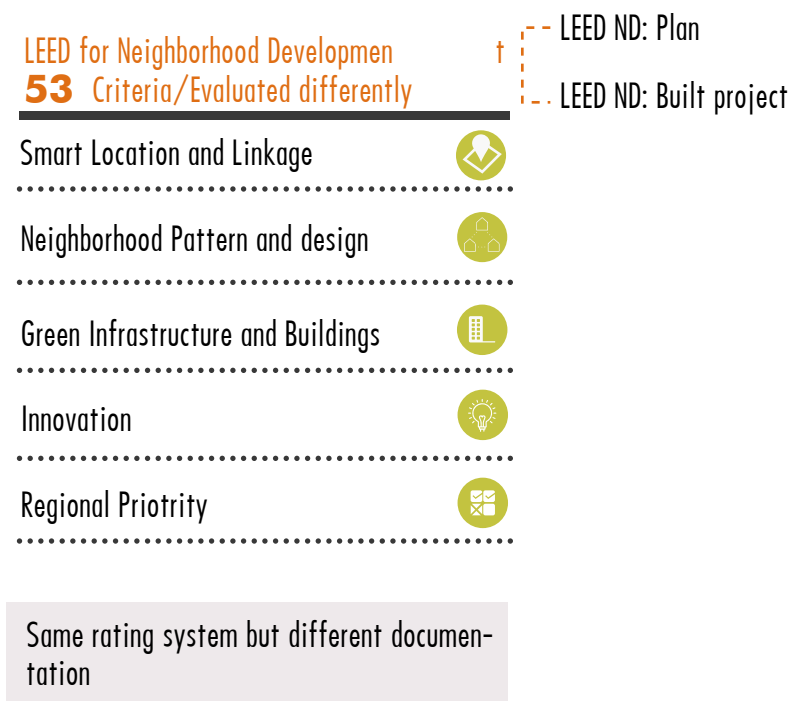 LEED for Neighborhood Developmen t
53 Criteria/Evaluated differently
LEED ND: Plan
LEED ND: Built project
Smart Location and Linkage
Neighborhood Pattern and design
Green Infrastructure and Buildings
Innovation
Regional Priotrity
Same rating system but different documen-
tation